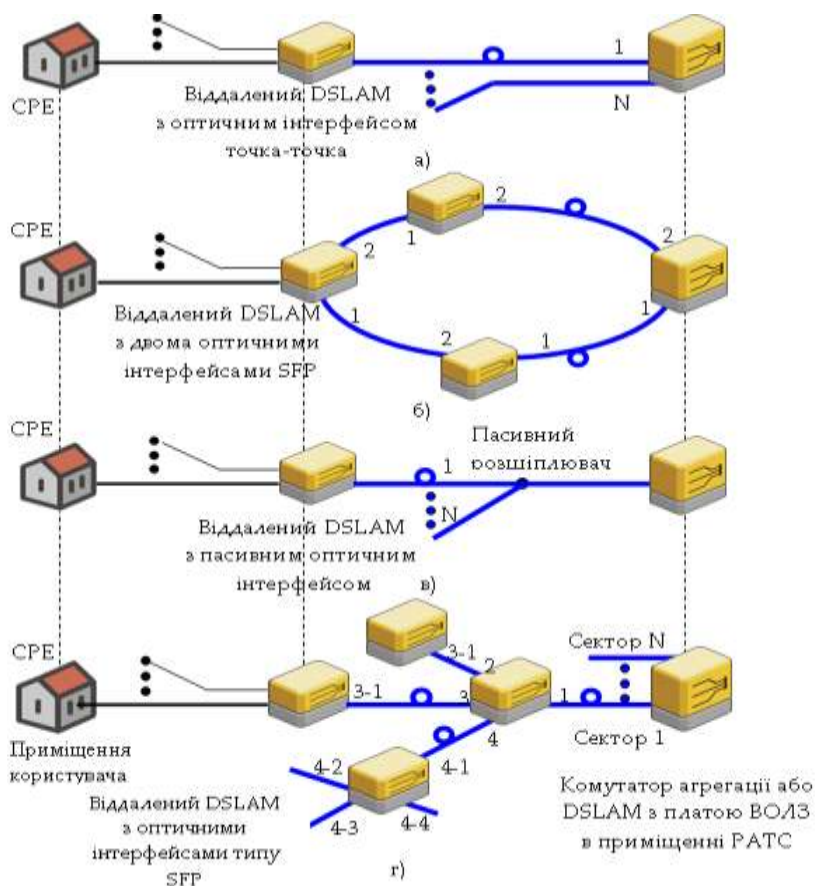 CPE
1
N
Віддалений DSLAM
з оптичним інтерфейсом
точка-точка
а)
CPE
2
1
2
2
1
1
2
1
Віддалений DSLAM
з двома оптичними
інтерфейсами SFP
б)
CPE
Пасивний
розщіплювач
1
N
Віддалений DSLAM
з пасивним оптичним
інтерфейсом
в)
CPE
3-1
2
Сектор N
3-1
3
1
4
Сектор 1
4-1
4-2
4-3
4-4
Приміщення
користувача
Віддалений DSLAM
з оптичними
інтерфейсами типу
SFP
Комутатор агрегації або
DSLAM з платою ВОЛЗ
в приміщенні РАТС
г)